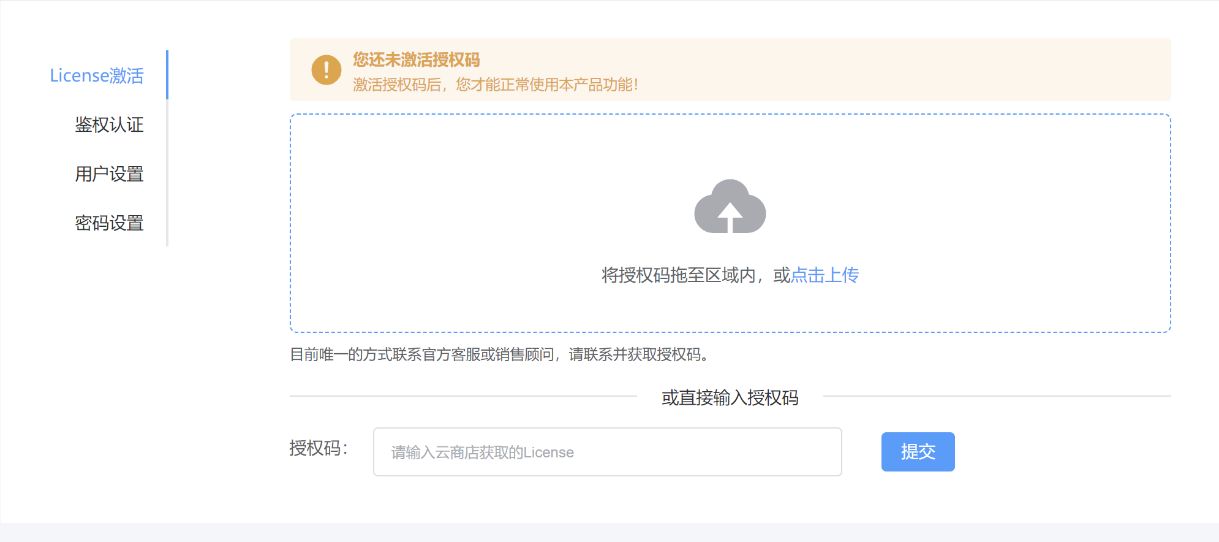 License激活
鉴权认证
用户设置
密码设置
您还未激活授权码
激活授权码后，您才能正常使用本产品功能！
将授权码拖至区域内，或点击上传
目前唯一的方式联系官方客服或销售顾问，请联系并获取授权码。
或直接输入授权码
授权码：
请输入云商店获取的License
提交